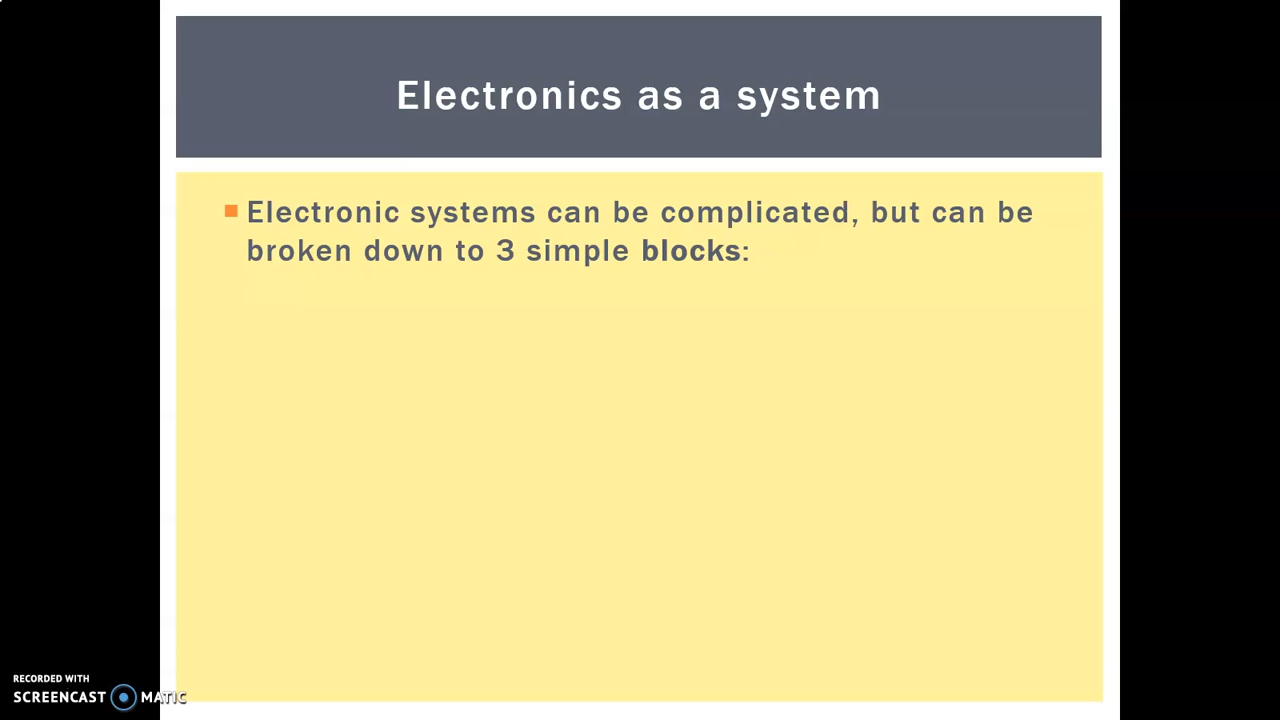 Electronics as a system
Electronic systems can be complicated, but can be
broken down to 3 simple blocks:
RECORDED WITH
SCREENCAST MATIC